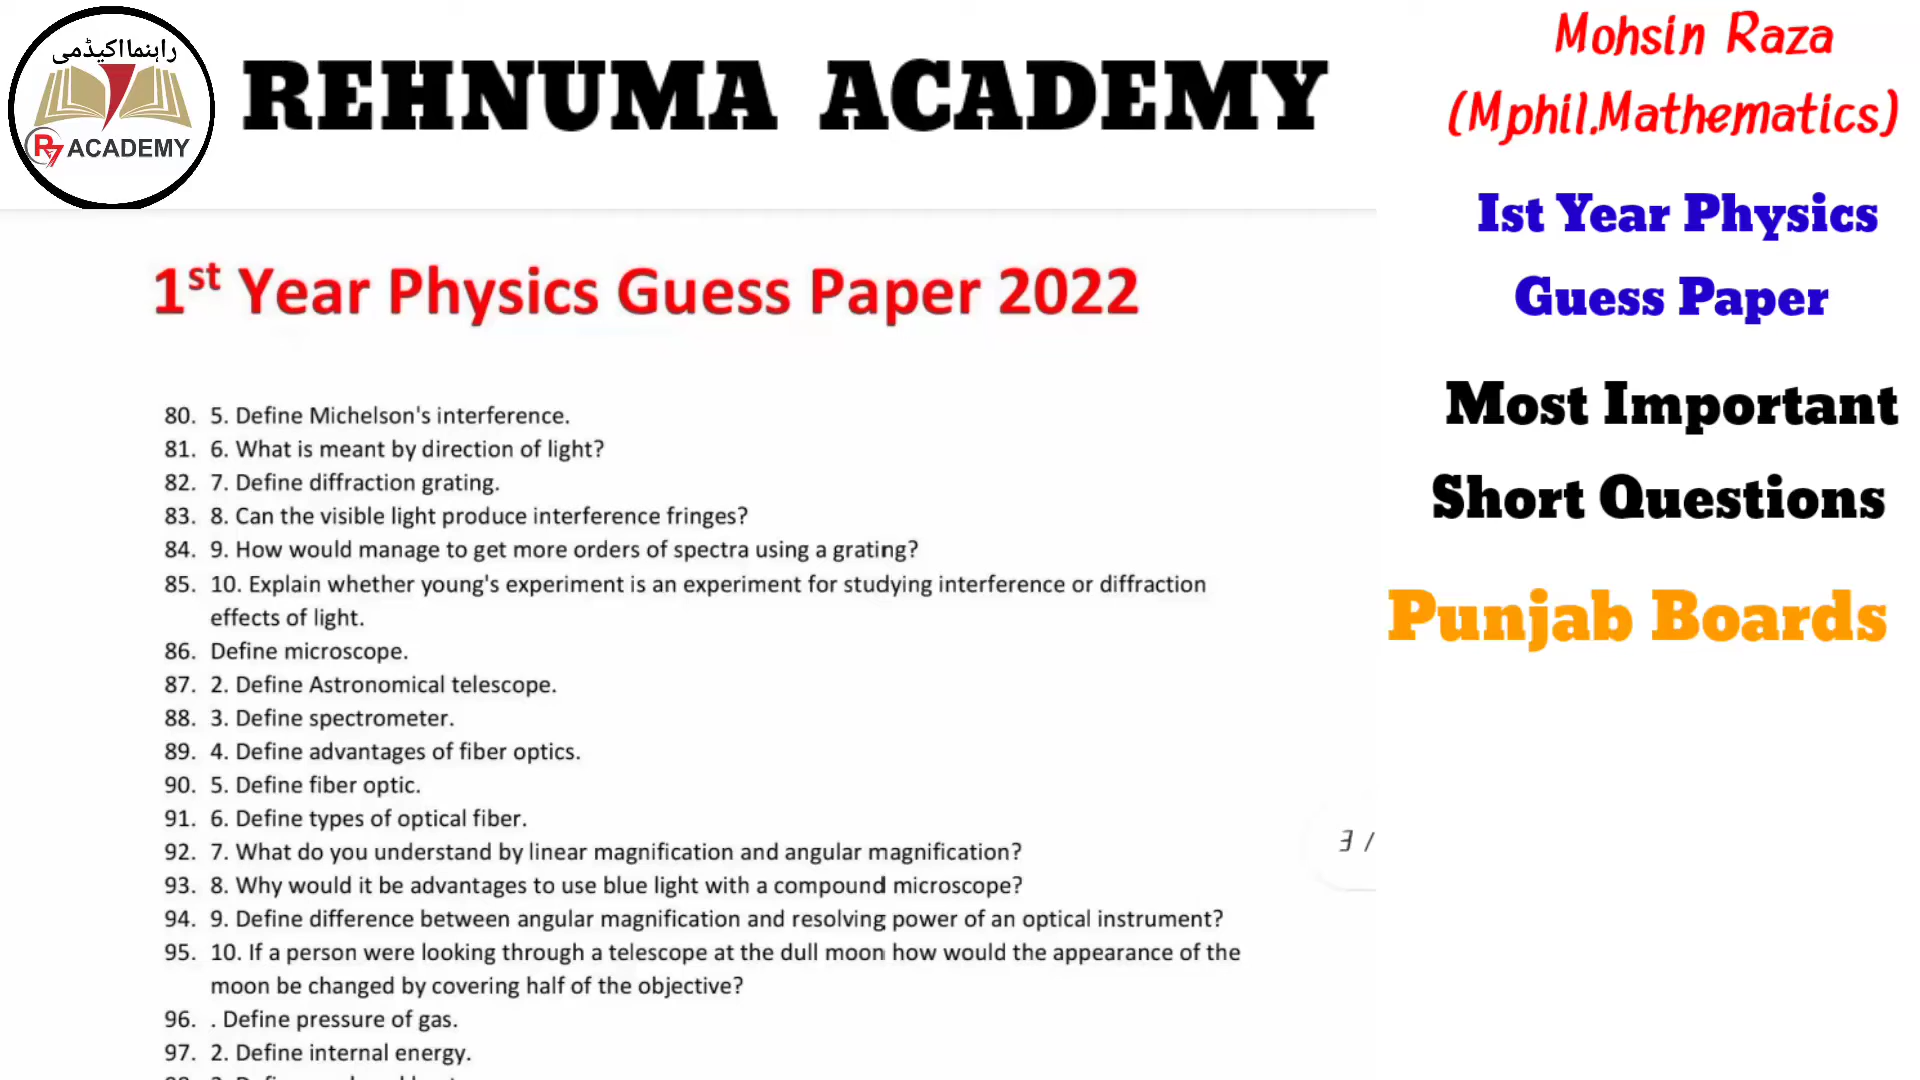 راہنما اکیڈمی
R7 ACADEMY
REHNUMA ACADEMY
Mohsin Raza
(Mphil.Mathematics)
Ist Year Physics
Guess Paper
Most Important
Short Questions
Punjab Boards
1st Year Physics Guess Paper 2022
80. 5. Define Michelson's interference.
81. 6. What is meant by direction of light?
82. 7. Define diffraction grating.
83. 8. Can the visible light produce interference fringes?
84. 9. How would manage to get more orders of spectra using a grating?
85. 10. Explain whether young's experiment is an experiment for studying interference or diffraction
effects of light.
86. Define microscope.
87. 2. Define Astronomical telescope.
88. 3. Define spectrometer.
89. 4. Define advantages of fiber optics.
90. 5. Define fiber optic.
91. 6. Define types of optical fiber.
92. 7. What do you understand by linear magnification and angular magnification?
93. 8. Why would it be advantages to use blue light with a compound microscope?
94. 9. Define difference between angular magnification and resolving power of an optical instrument?
95. 10. If a person were looking through a telescope at the dull moon how would the appearance of the
moon be changed by covering half of the objective?
96. . Define pressure of gas.
97. 2. Define internal energy.
3 /